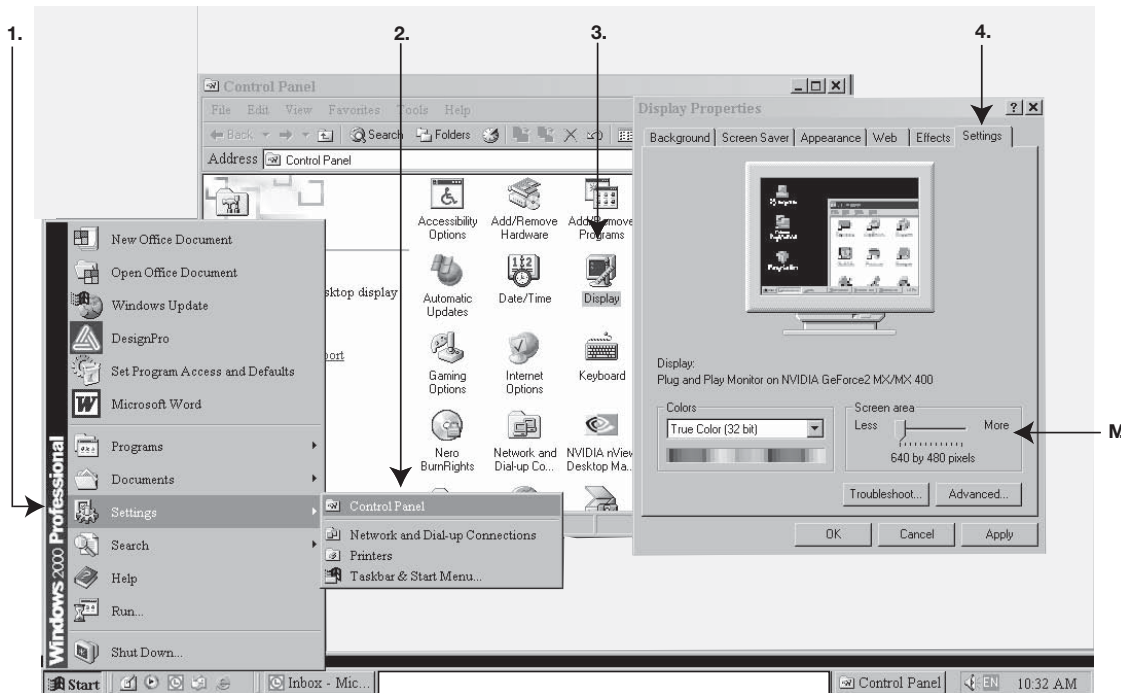 1.
2.
3.
4.
Control Panel
File Edit View Favorites Tools Help
Back Search Folders
Address Control Panel
Accessibility Options
Add/Remove Hardware
Add/Remove Programs
sktop display
Automatic Updates
Date/Time
Display
port
Gaming Options
Internet Options
Keyboard
Nero BurnRights
Network and Dial-up Co...
NVIDIA nView Desktop Ma...
Display Properties
Background Screen Saver Appearance Web Effects Settings
Display:
Plug and Play Monitor on NVIDIA GeForce2 MX/MX 400
Colors
True Color (32 bit)
Screen area
Less More
640 by 480 pixels
M
Troubleshoot... Advanced...
OK Cancel Apply
Windows 2000 Professional
New Office Document
Open Office Document
Windows Update
DesignPro
Set Program Access and Defaults
Microsoft Word
Programs
Documents
Settings
Search
Help
Run...
Shut Down...
Control Panel
Network and Dial-up Connections
Printers
Taskbar & Start Menu...
Start
Inbox - Mic...
Control Panel
EN
10:32 AM